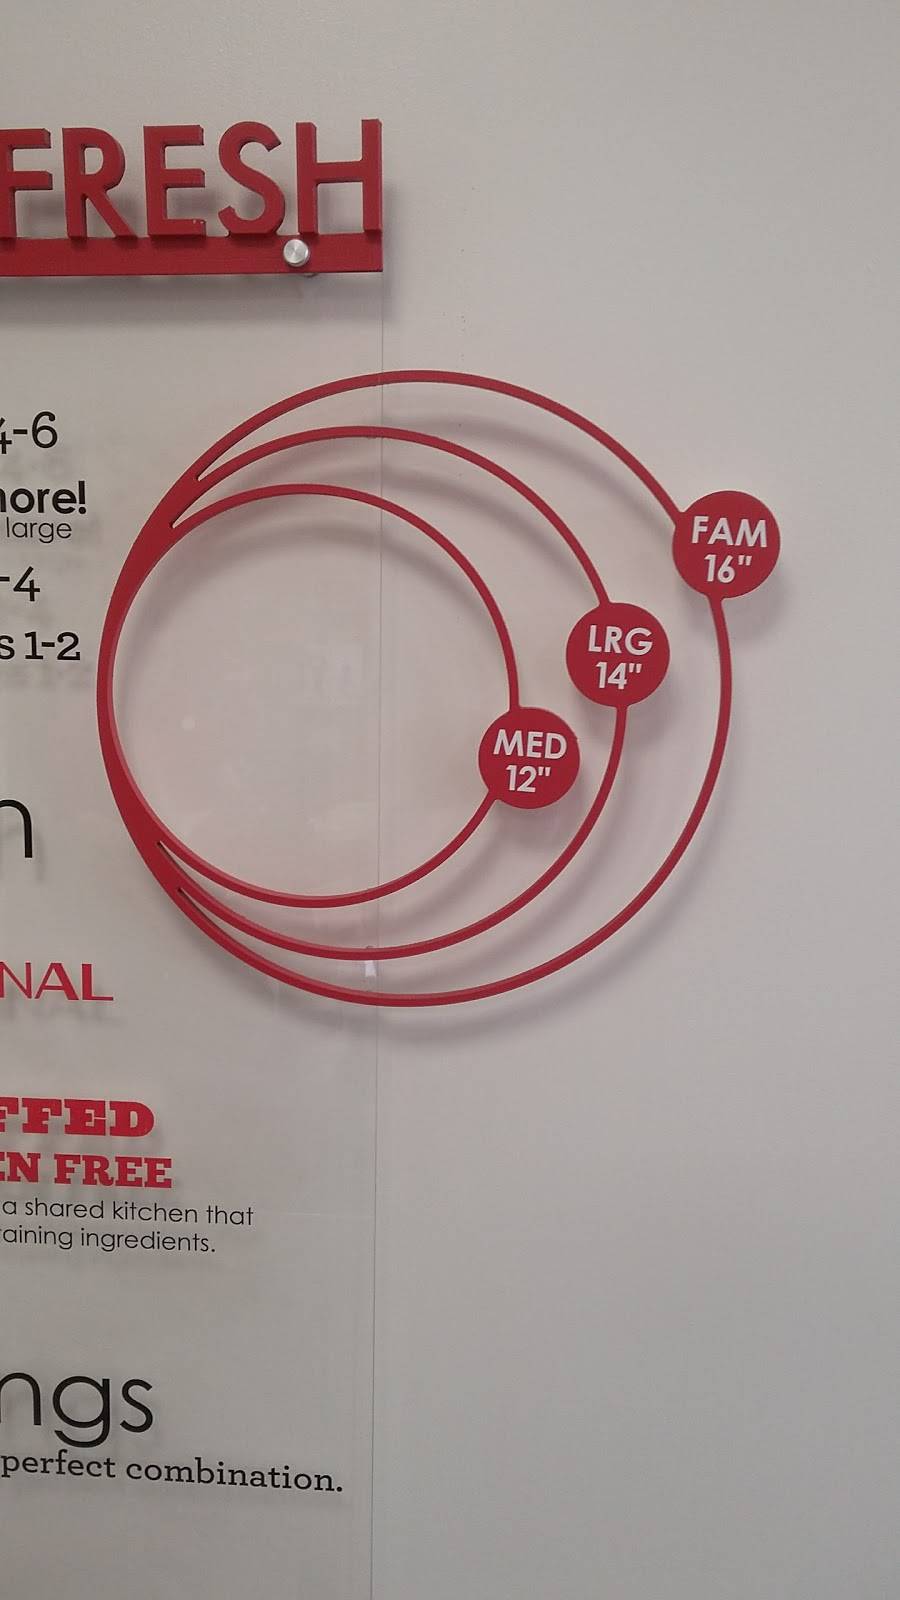 FRESH
4-6
more!
large
-4
s 1-2
FAM
16"
LRG
14"
MED
12"
n
NAL
FFED
EN FREE
a shared kitchen that
aining ingredients.
ngs
perfect combination.